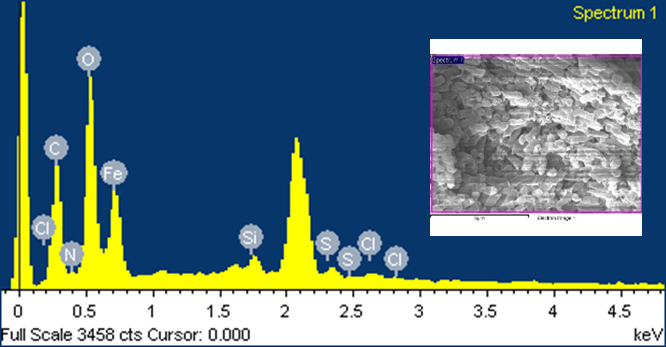 Spectrum 1
O
C
Fe
Cl
N
Si
S
Cl
S
Cl
0 0.5 1 1.5 2 2.5 3 3.5 4 4.5
Full Scale 3458 cts Cursor: 0.000 keV
Spectrum 1
Electron Image 1